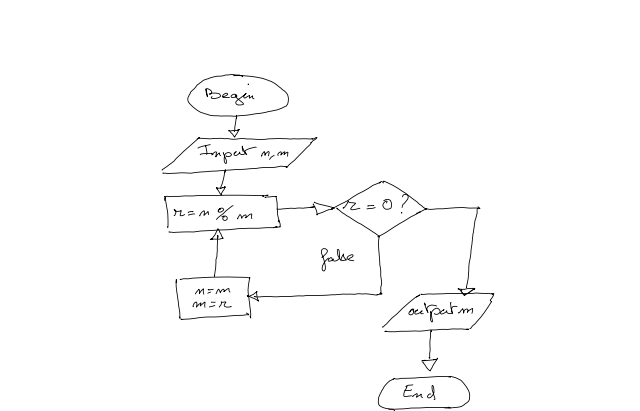 Begin
Input n, m
r = n % m
r = 0 ?
false
n = m
m = r
output m
End